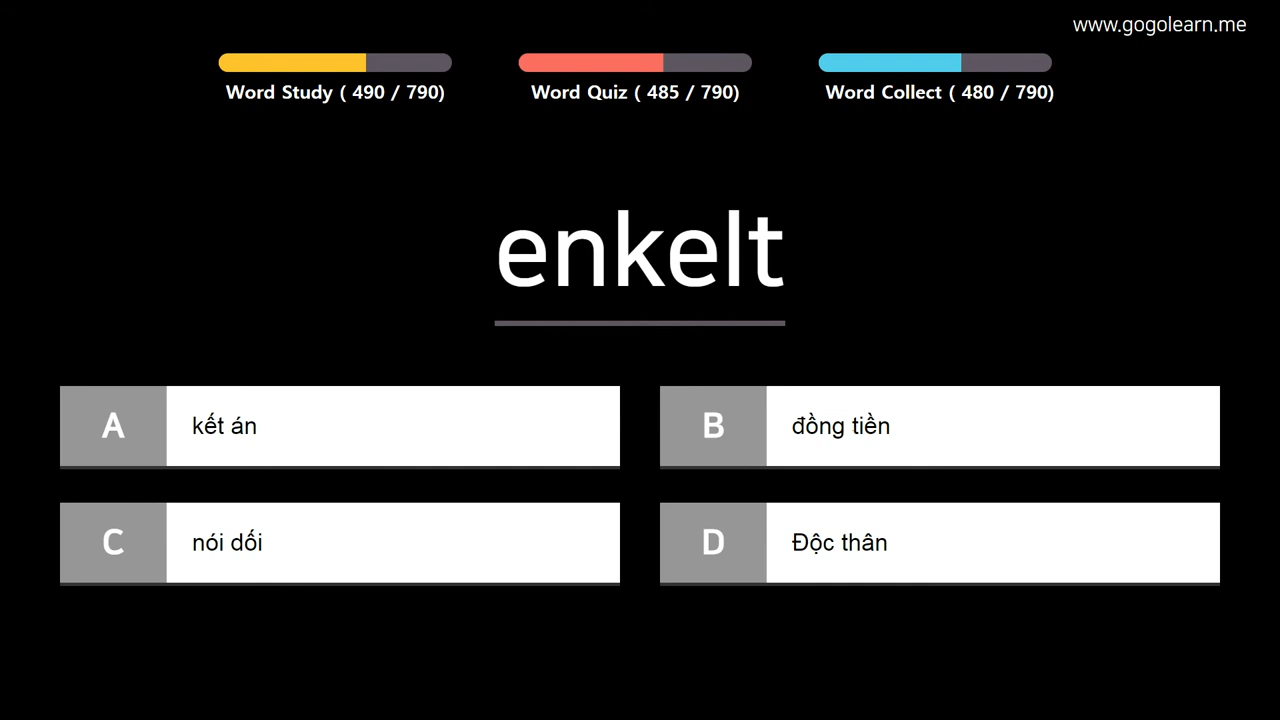 www.gogolearn.me
Word Study ( 490 / 790)
Word Quiz ( 485 / 790)
Word Collect ( 480 / 790)
enkelt
A kết án
B đồng tiền
C nói dối
D Độc thân